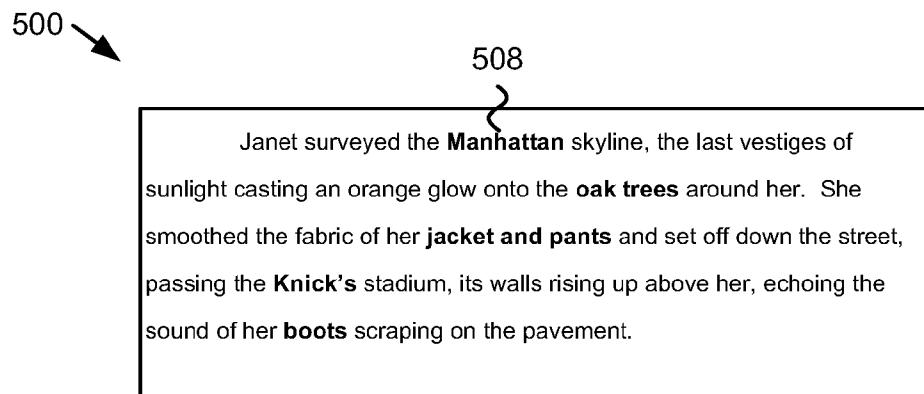 500
508
Janet surveyed the Manhattan skyline, the last vestiges of
sunlight casting an orange glow onto the oak trees around her. She
smoothed the fabric of her jacket and pants and set off down the street,
passing the Knick's stadium, its walls rising up above her, echoing the
sound of her boots scraping on the pavement.